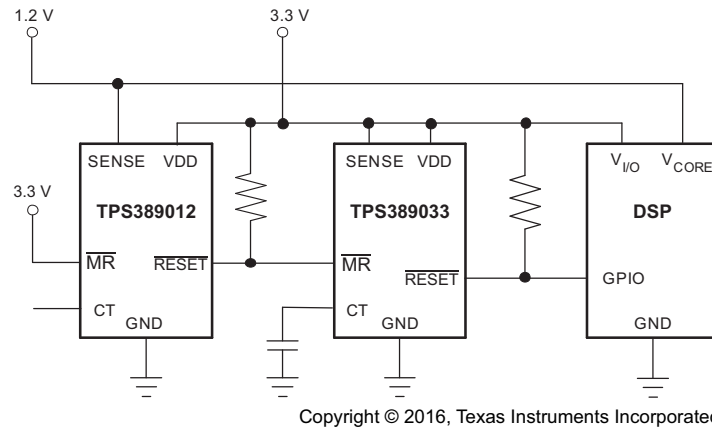 1.2 V
3.3 V
SENSE VDD
SENSE VDD
V I/O V CORE
3.3 V
TPS389012
TPS389033
DSP
MR RESET
MR
RESET
GPIO
CT
CT
GND
GND
GND
Copyright © 2016, Texas Instruments Incorporated